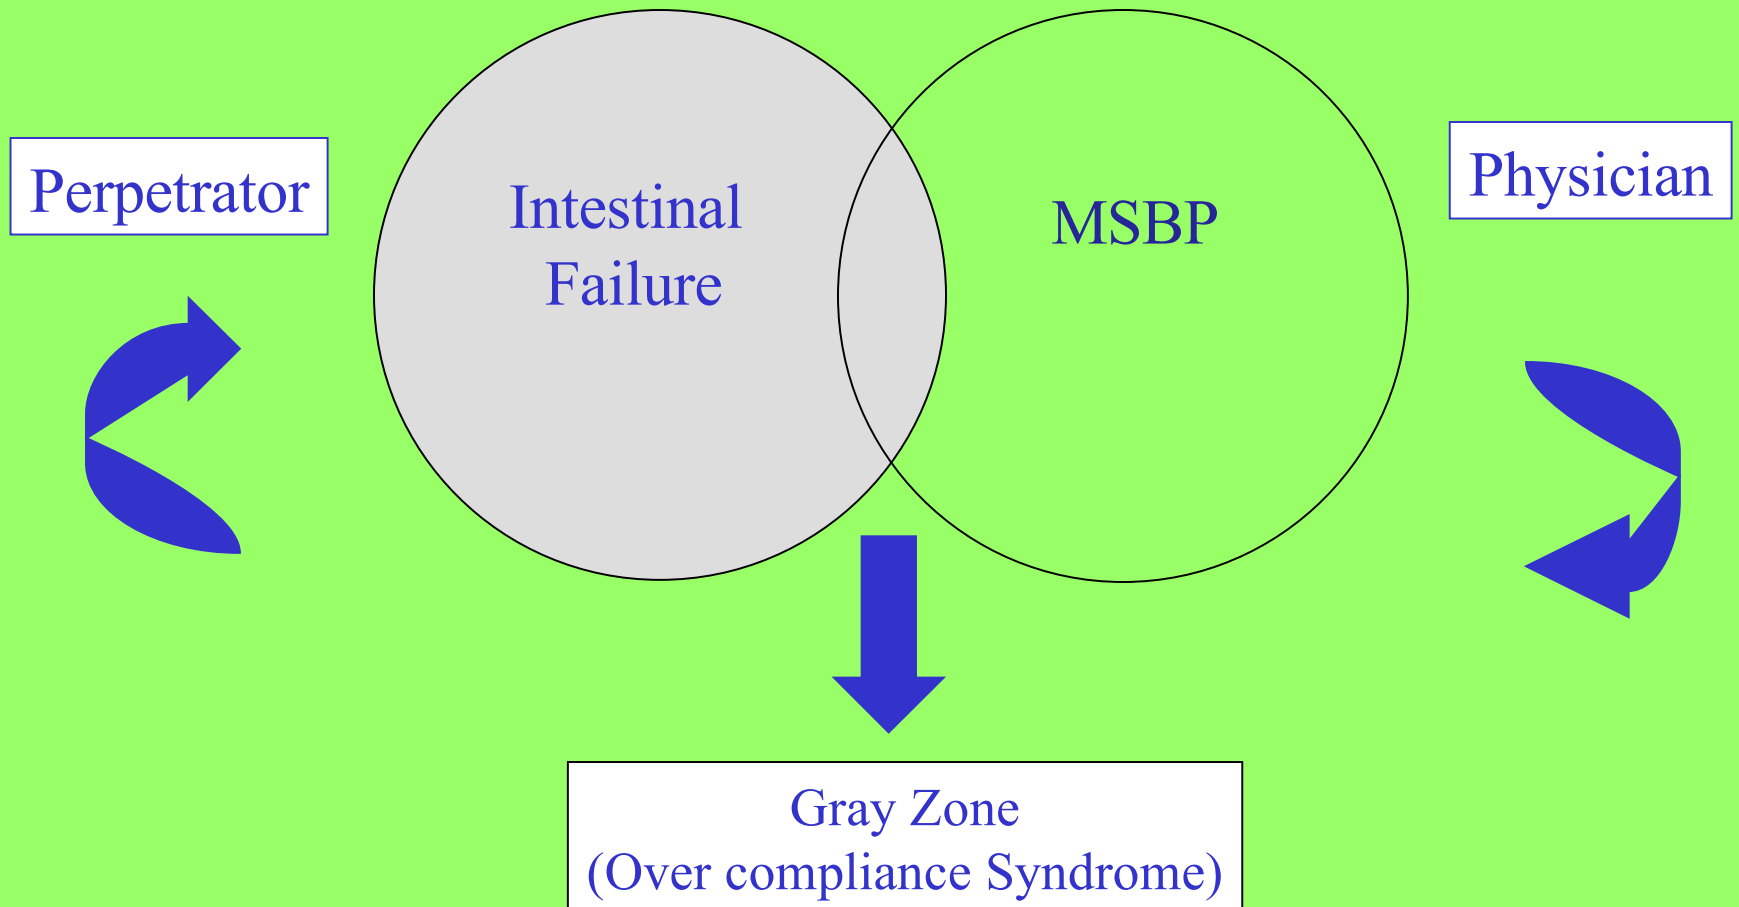 Perpetrator
Intestinal
Failure
MSBP
Physician
Gray Zone
(Over compliance Syndrome)